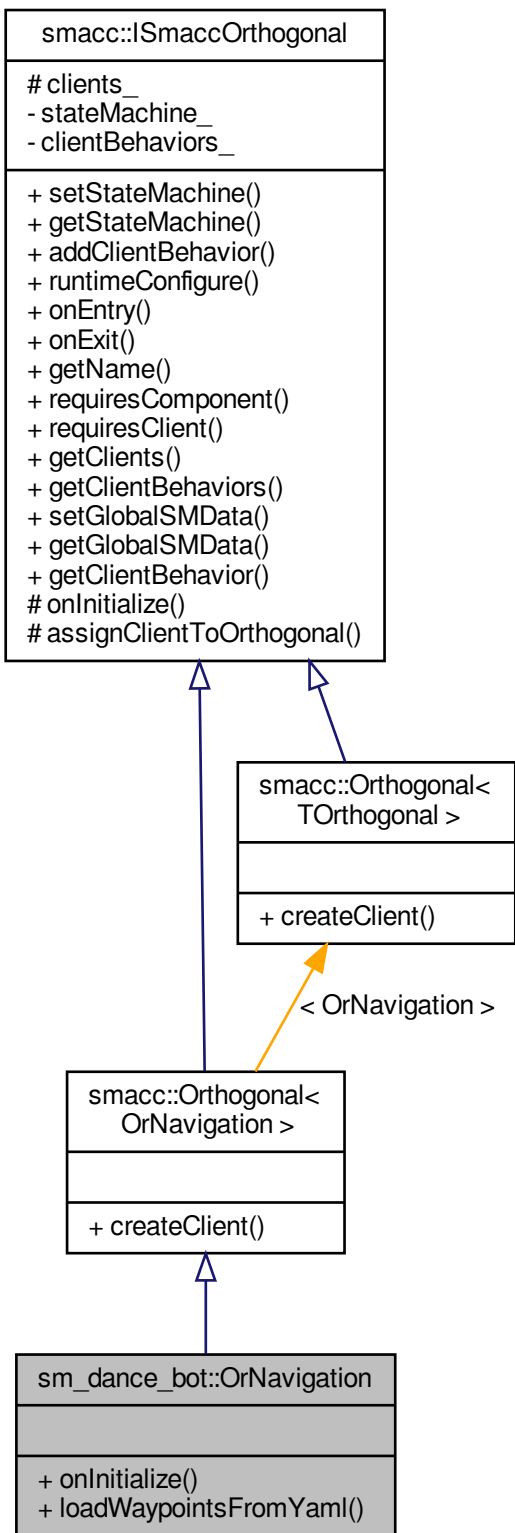 smacc::ISmaccOrthogonal
# clients_
- stateMachine_
- clientBehaviors_
+ setStateMachine()
+ getStateMachine()
+ addClientBehavior()
+ runtimeConfigure()
+ onEntry()
+ onExit()
+ getName()
+ requiresComponent()
+ requiresClient()
+ getClients()
+ getClientBehaviors()
+ setGlobalSMData()
+ getGlobalSMData()
+ getClientBehavior()
# onInitialize()
# assignClientToOrthogonal()
smacc::Orthogonal<
TOrthogonal >
+ createClient()
< OrNavigation >
smacc::Orthogonal<
OrNavigation >
+ createClient()
sm_dance_bot::OrNavigation
+ onInitialize()
+ loadWaypointsFromYaml()